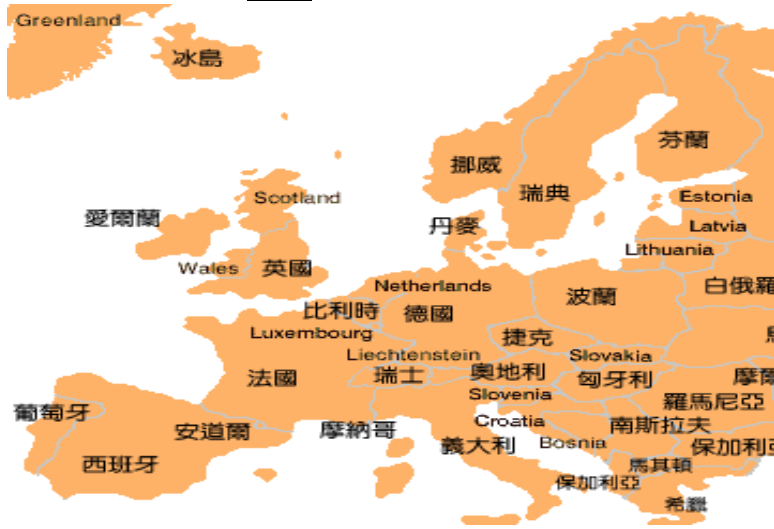 Greenland
冰島
芬蘭
挪威
瑞典
Scotland
Estonia
愛爾蘭
丹麥
Latvia
Lithuania
Wales
英國
Netherlands
白俄羅
波蘭
比利時
德國
Luxembourg
捷克
Liechtenstein
Slovakia
法國
瑞士
奧地利
匈牙利
摩爾
Slovenia
羅馬尼亞
葡萄牙
安道爾
摩納哥
Croatia
南斯拉夫
義大利
Bosnia
保加利亞
西班牙
馬其頓
保加利亞
希臘